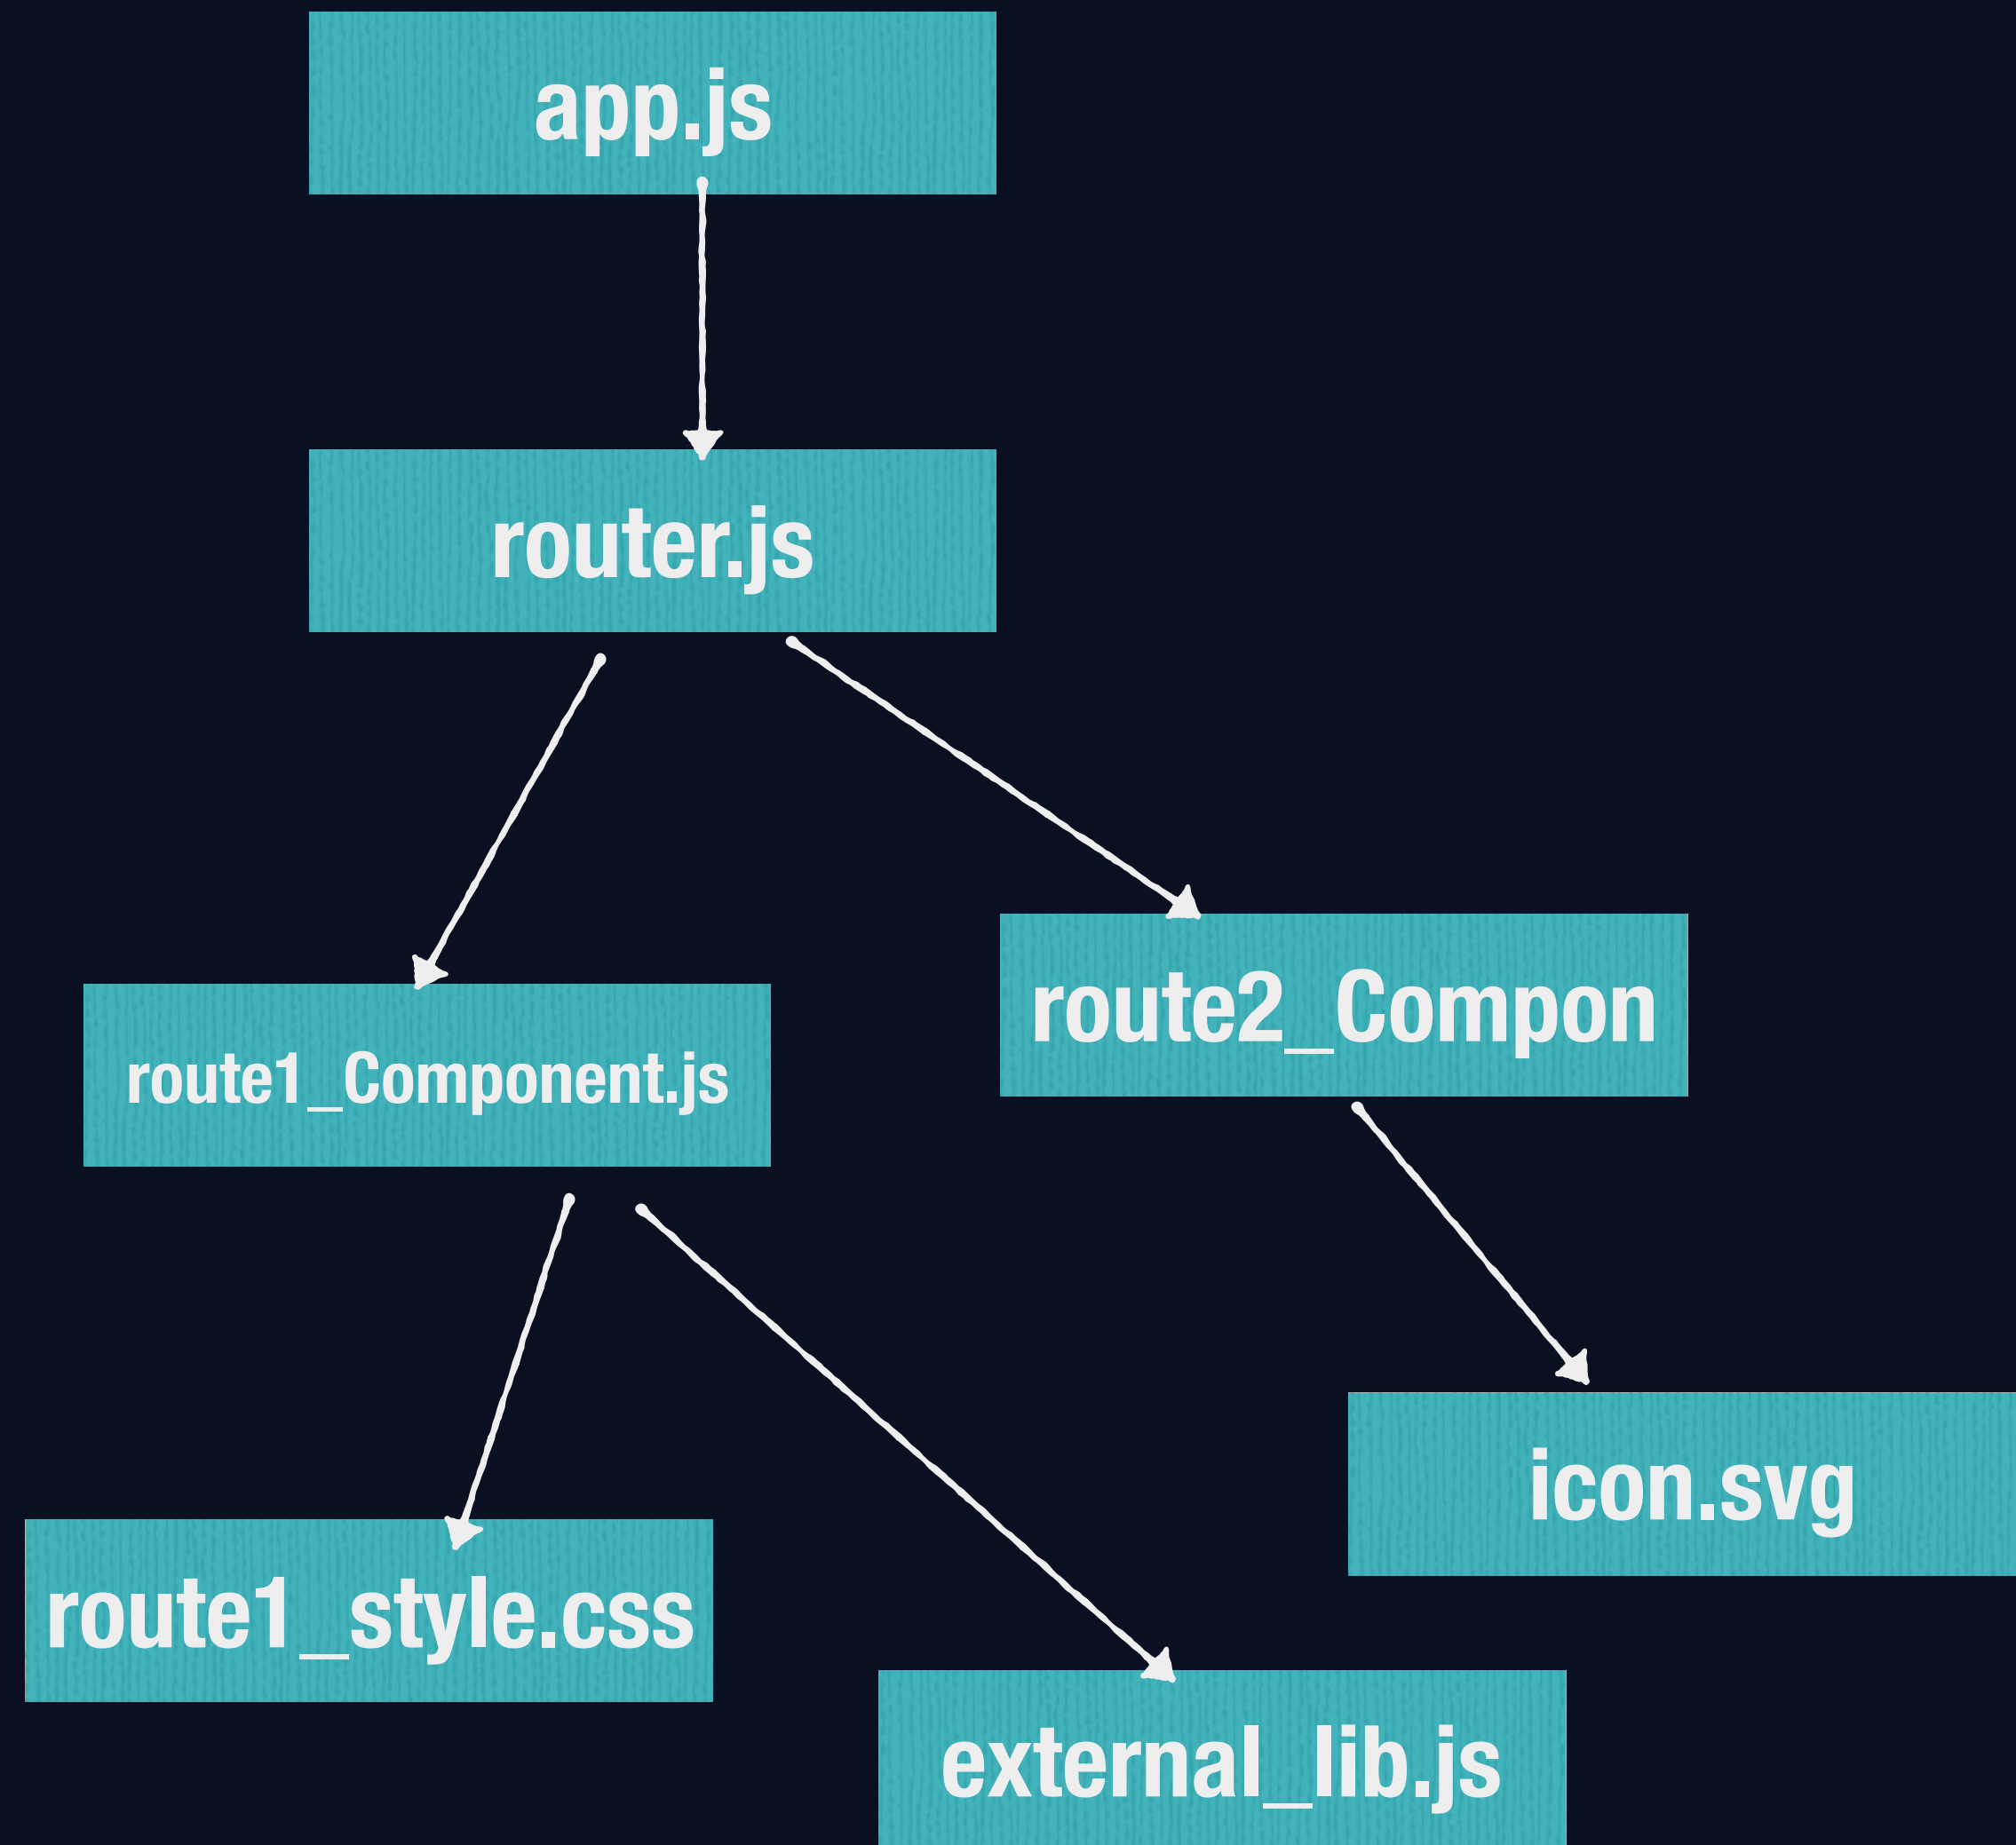 app.js
router.js
route2_Compon
route1_Component.js
icon.svg
route1_style.css
external_lib.js